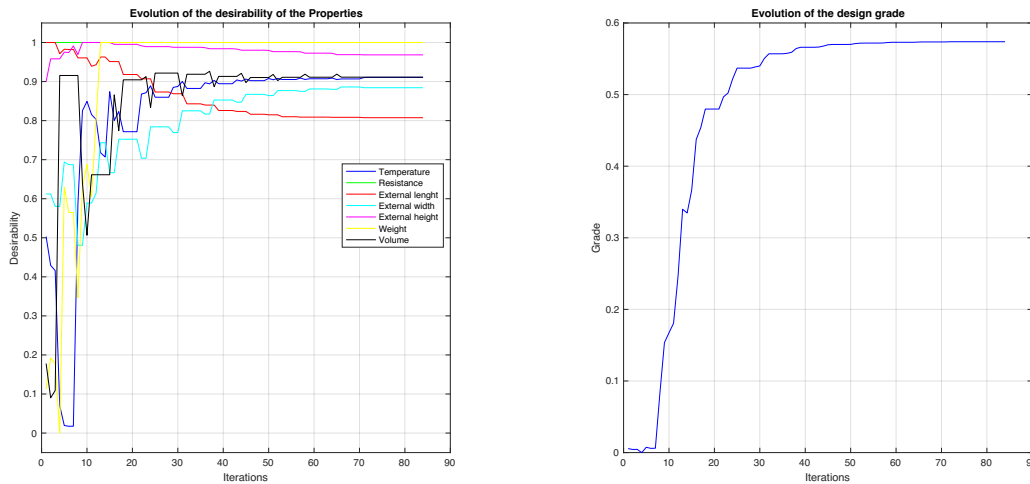 Evolution of the desirability of the Properties
1
0.9
0.8
0.7
0.6
0.5
0.4
0.3
0.2
0.1
0
Desirability
0 10 20 30 40 50 60 70 80 90
Iterations
Temperature
Resistance
External lenght
External width
External height
Weight
Volume
Evolution of the design grade
0.6
0.5
0.4
0.3
0.2
0.1
0
Grade
0 10 20 30 40 50 60 70 80 90
Iterations